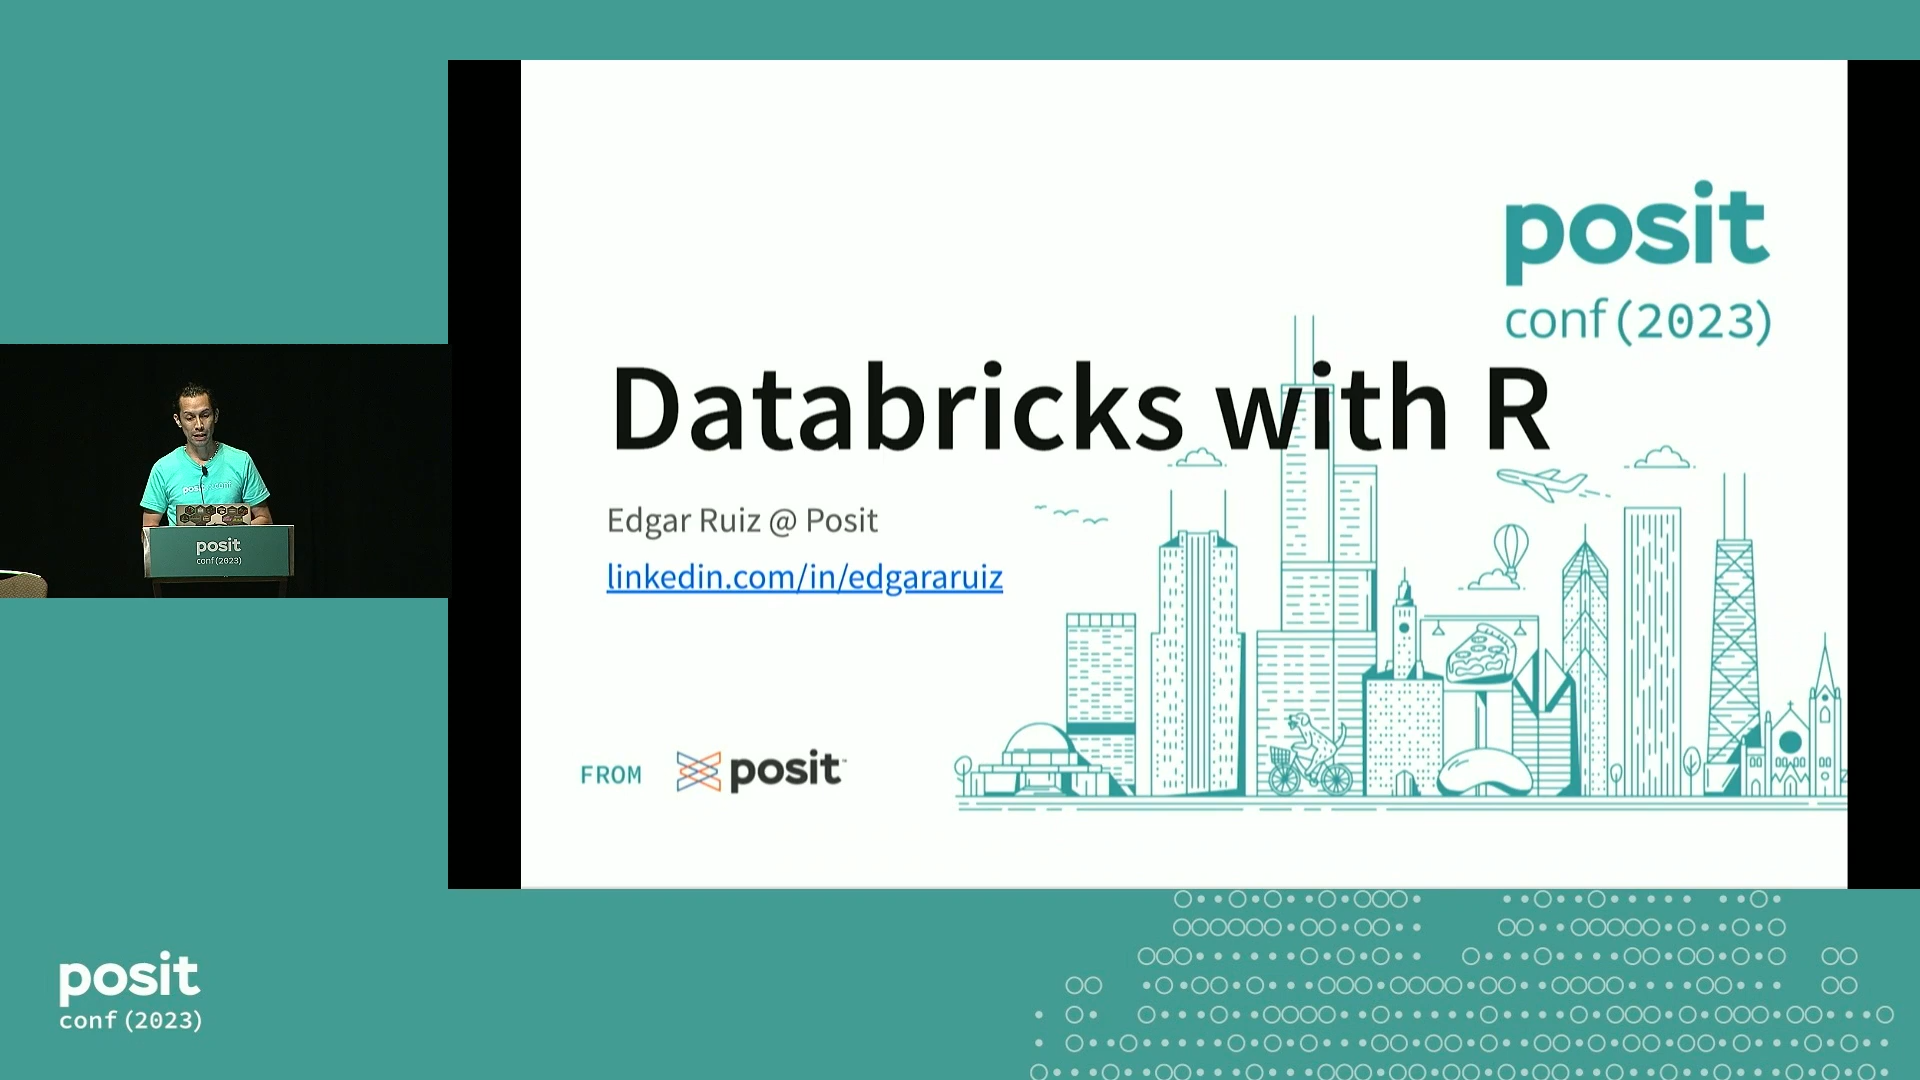 posit
conf(2023)
Databricks with R
Edgar Ruiz @ Posit
linkedin.com/in/edgararuiz
FROM posit
posit
conf(2023)
posit
conf(2023)